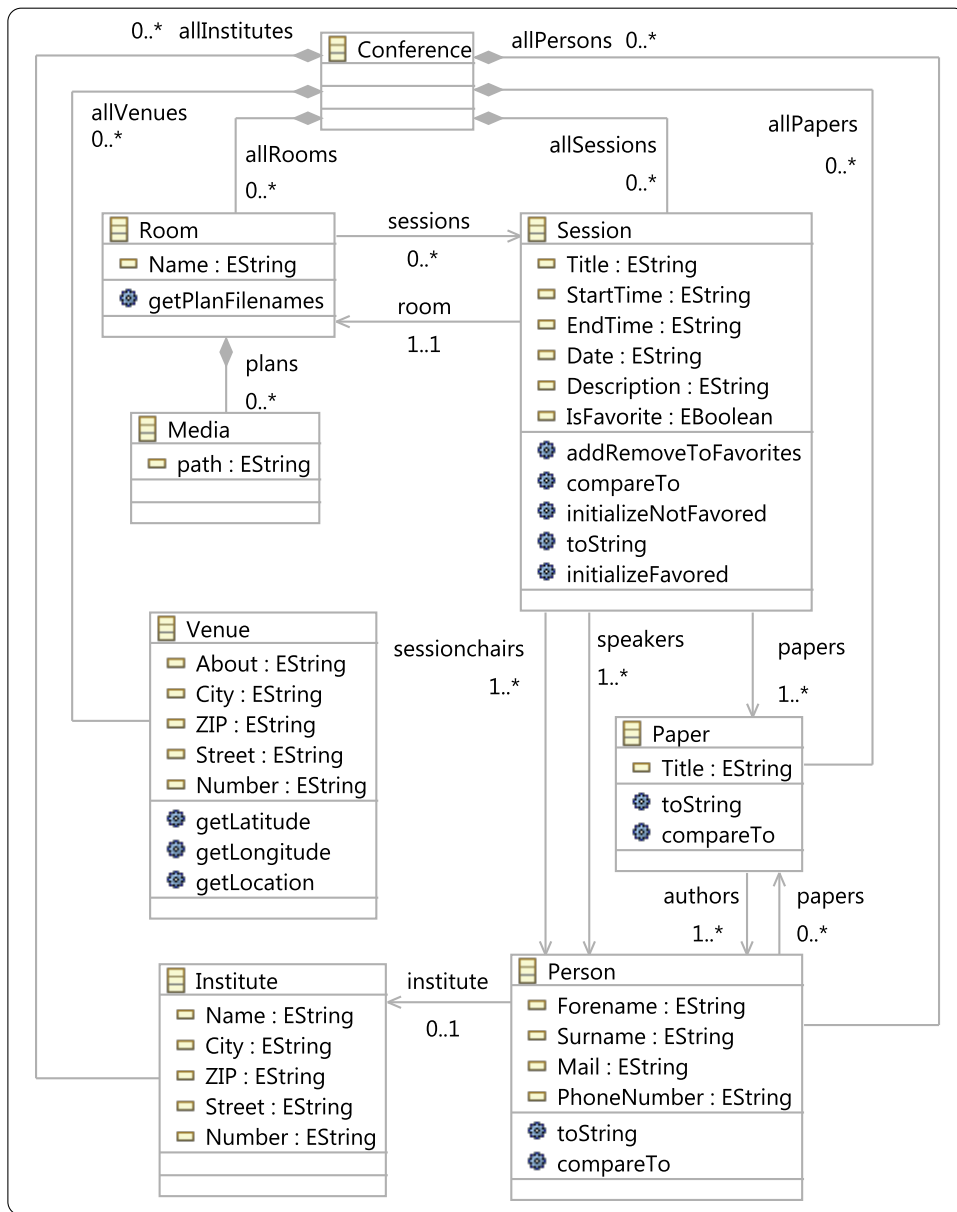 0..* allInstitutes
Conference
allPersons 0..*
allVenues
0..*
allRooms
0..*
allSessions
0..*
allPapers
0..*
Room
Name : EString
getPlanFilenames
sessions
0..*
room
1..1
Session
Title : EString
StartTime : EString
EndTime : EString
Date : EString
Description : EString
IsFavorite : EBoolean
addRemoveToFavorites
compareTo
initializeNotFavored
toString
initializeFavored
plans
0..*
Media
path : EString
Venue
About : EString
City : EString
ZIP : EString
Street : EString
Number : EString
getLatitude
getLongitude
getLocation
sessionchairs
1..*
speakers
1..*
papers
1..*
Paper
Title : EString
toString
compareTo
authors
1..*
papers
0..*
Institute
Name : EString
City : EString
ZIP : EString
Street : EString
Number : EString
institute
0..1
Person
Forename : EString
Surname : EString
Mail : EString
PhoneNumber : EString
toString
compareTo